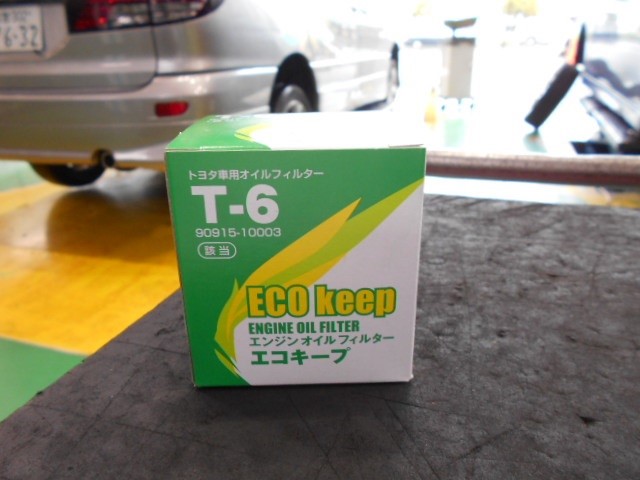 6·32
トヨタ車用オイルフィルター
T-6
90915-10003
該当
ECO keep
ENGINE OIL FILTER
エンジン オイル フィルター
エコキープ